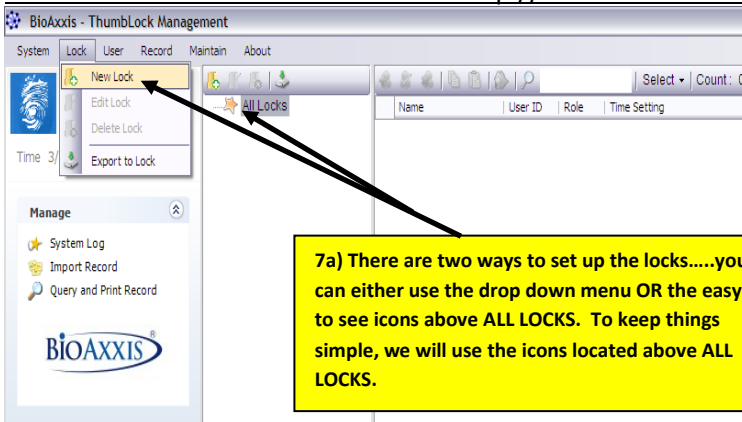 BioAxxis - ThumbLock Management
System Lock User Record Maintain About
New Lock
Edit Lock
Delete Lock
Export to Lock
Time 3/
All Locks
Select Count: 0
Name User ID Role Time Setting
Manage
System Log
Import Record
Query and Print Record
BIOAXXIS®
7a) There are two ways to set up the locks.....you
can either use the drop down menu OR the easy
to see icons above ALL LOCKS. To keep things
simple, we will use the icons located above ALL
LOCKS.